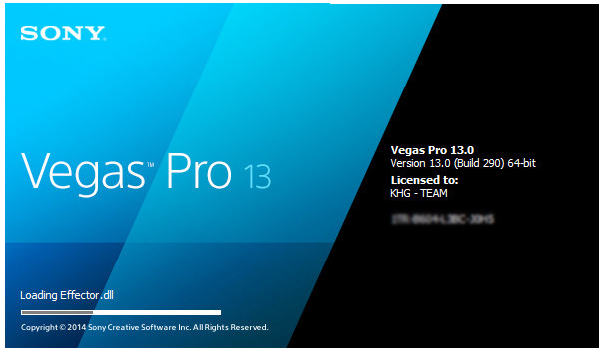 SONY
Vegas™ Pro 13
Vegas Pro 13.0
Version 13.0 (Build 290) 64-bit
Licensed to:
KHG - TEAM
Loading Effector.dll
Copyright © 2014 Sony Creative Software Inc. All Rights Reserved.